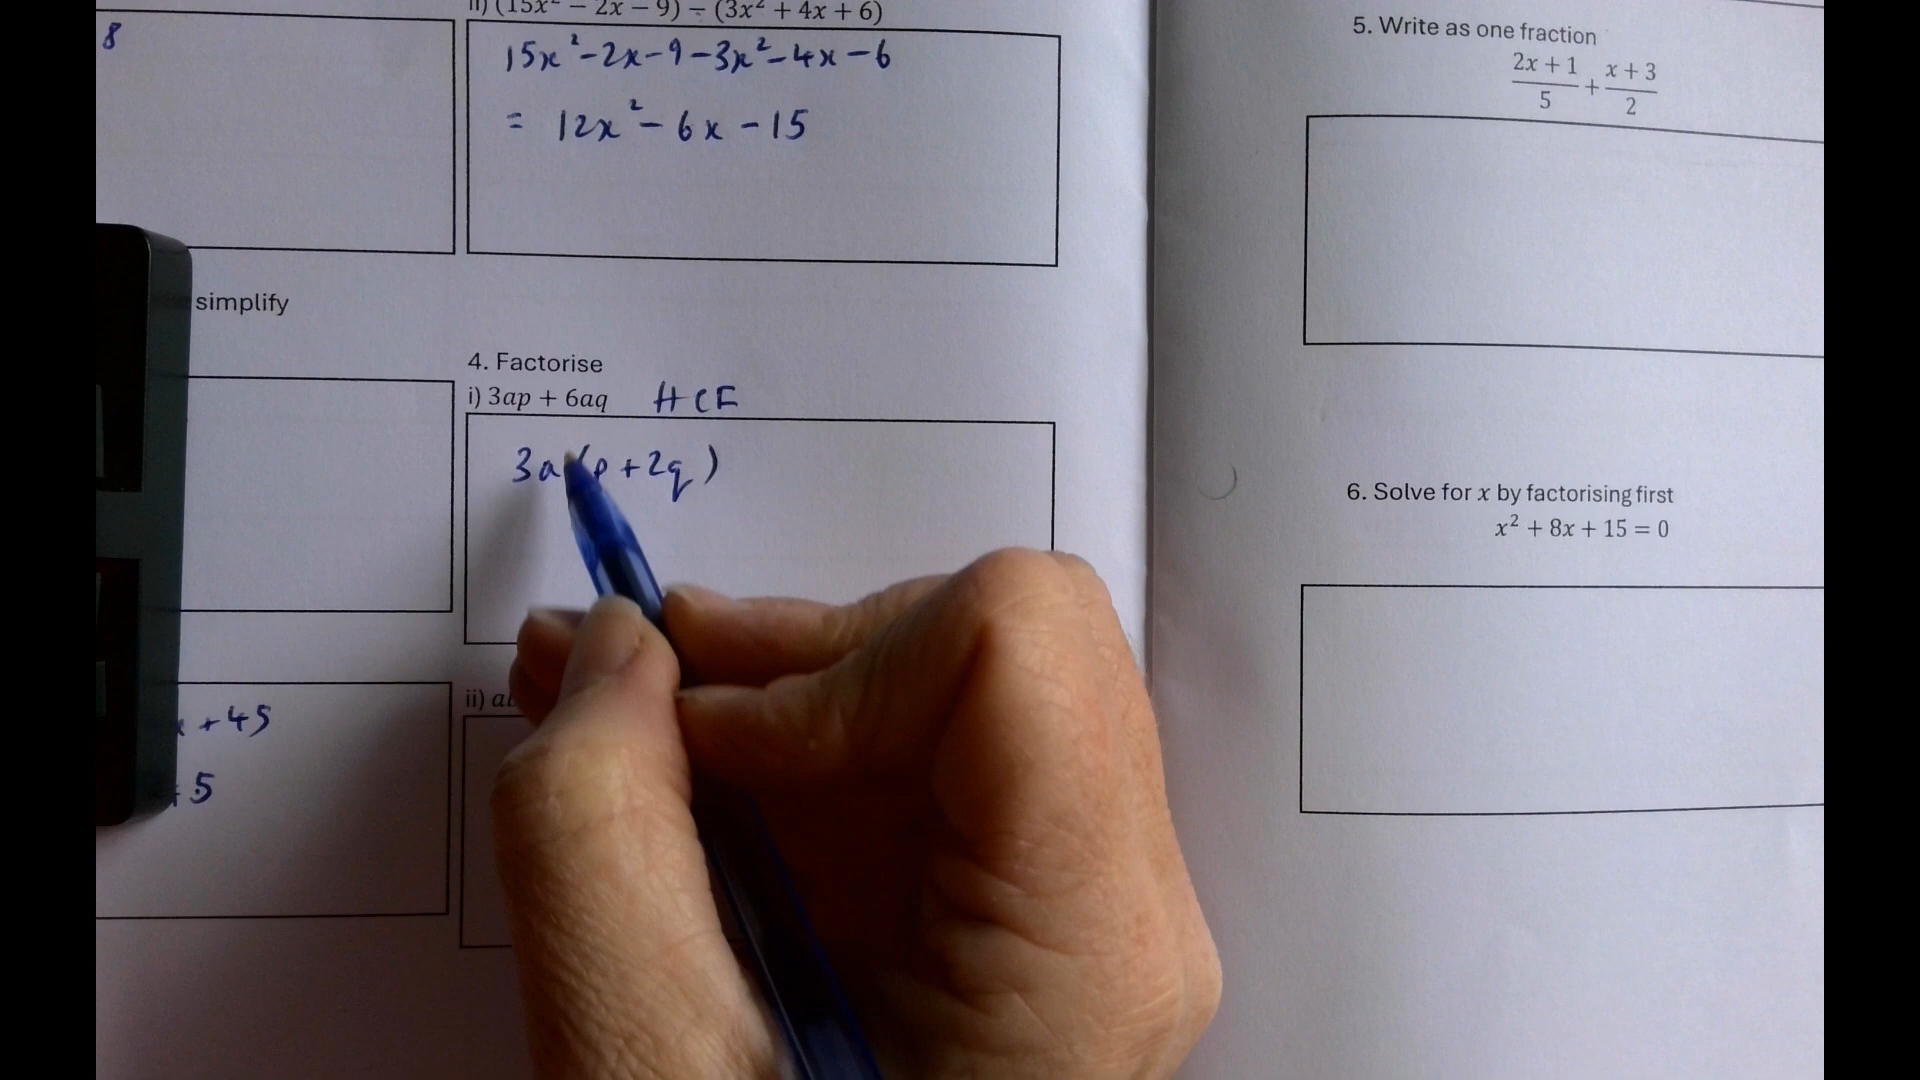 ii) (15x² − 2x − 9) − (3x² + 4x + 6)
8
15x²-2x-9-3x²-4x-6
= 12x²-6x-15
simplify
4. Factorise
i) 3ap + 6aq HCF
3a(p+2q)
+45
5
ii)
5. Write as one fraction
2x + 1 x + 3
+
5 2
6. Solve for x by factorising first
x² + 8x + 15 = 0